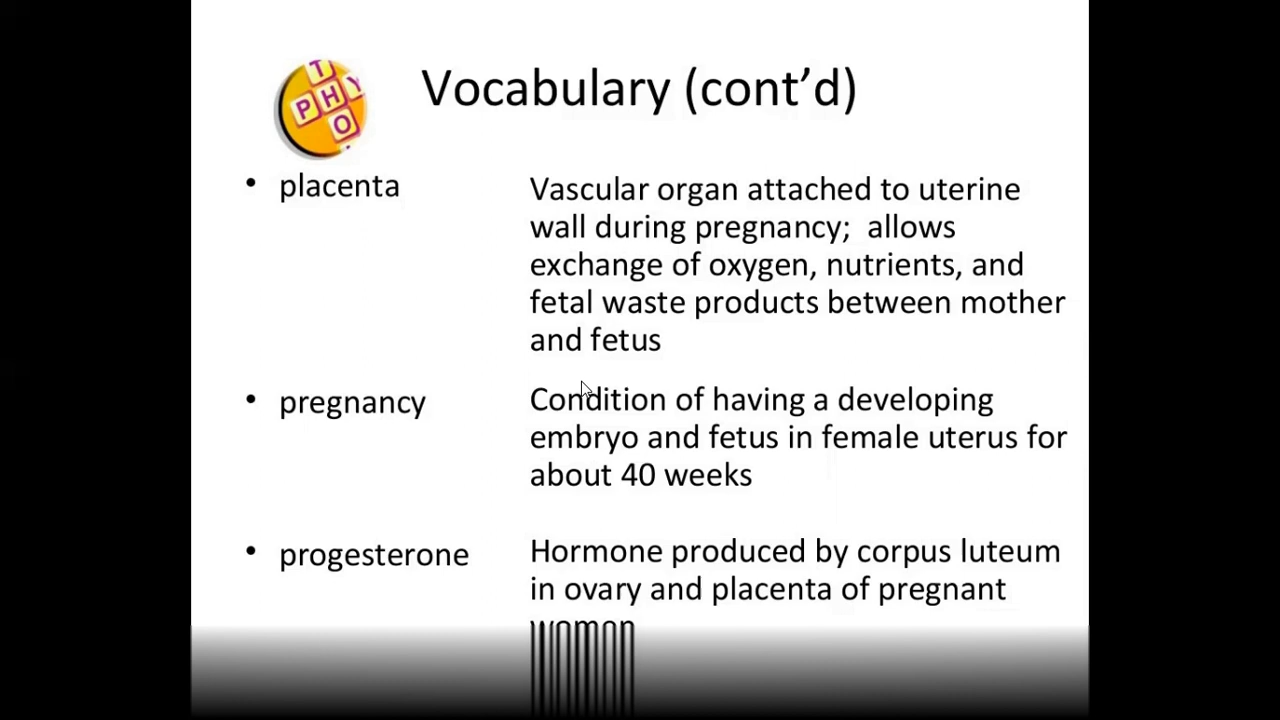 T
PHY
O
Vocabulary (cont’d)
• placenta
Vascular organ attached to uterine
wall during pregnancy;  allows
exchange of oxygen, nutrients, and
fetal waste products between mother
and fetus
• pregnancy
Condition of having a developing
embryo and fetus in female uterus for
about 40 weeks
• progesterone
Hormone produced by corpus luteum
in ovary and placenta of pregnant